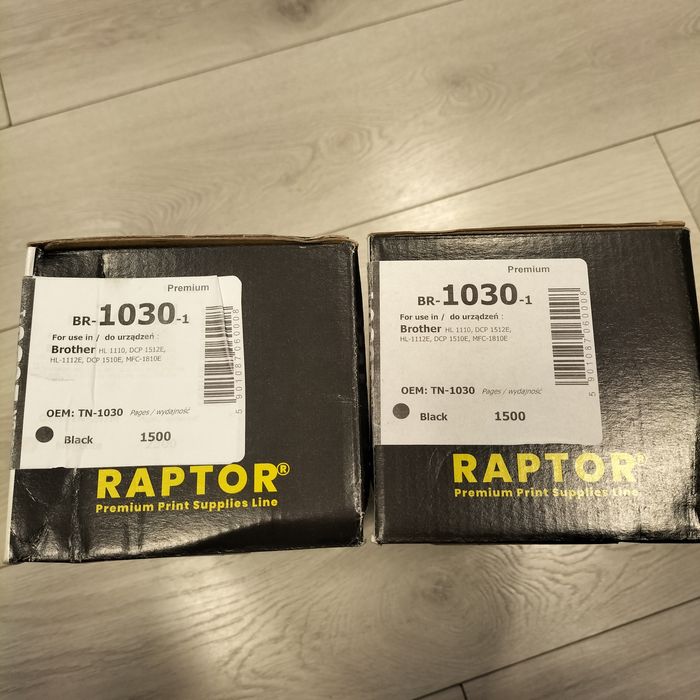 Premium
BR-1030-1
For use in / do urządzeń :
Brother HL 1110, DCP 1512E,
HL-1112E, DCP 1510E, MFC-1810E
OEM: TN-1030 Pages / wydajność
Black 1500
5901087060008
RAPTOR®
Premium Print Supplies Line
Premium
BR-1030-1
For use in / do urządzeń :
Brother HL 1110, DCP 1512E,
HL-1112E, DCP 1510E, MFC-1810E
OEM: TN-1030 Pages / wydajność
Black 1500
5901087060008
RAPTOR®
Premium Print Supplies Line